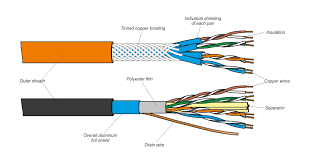 Individual shielding
of each pair
Tinned copper braiding
Insulation
Outer sheath
Polyester film
Copper wires
Separator
Overall aluminum
foil shield
Drain wire